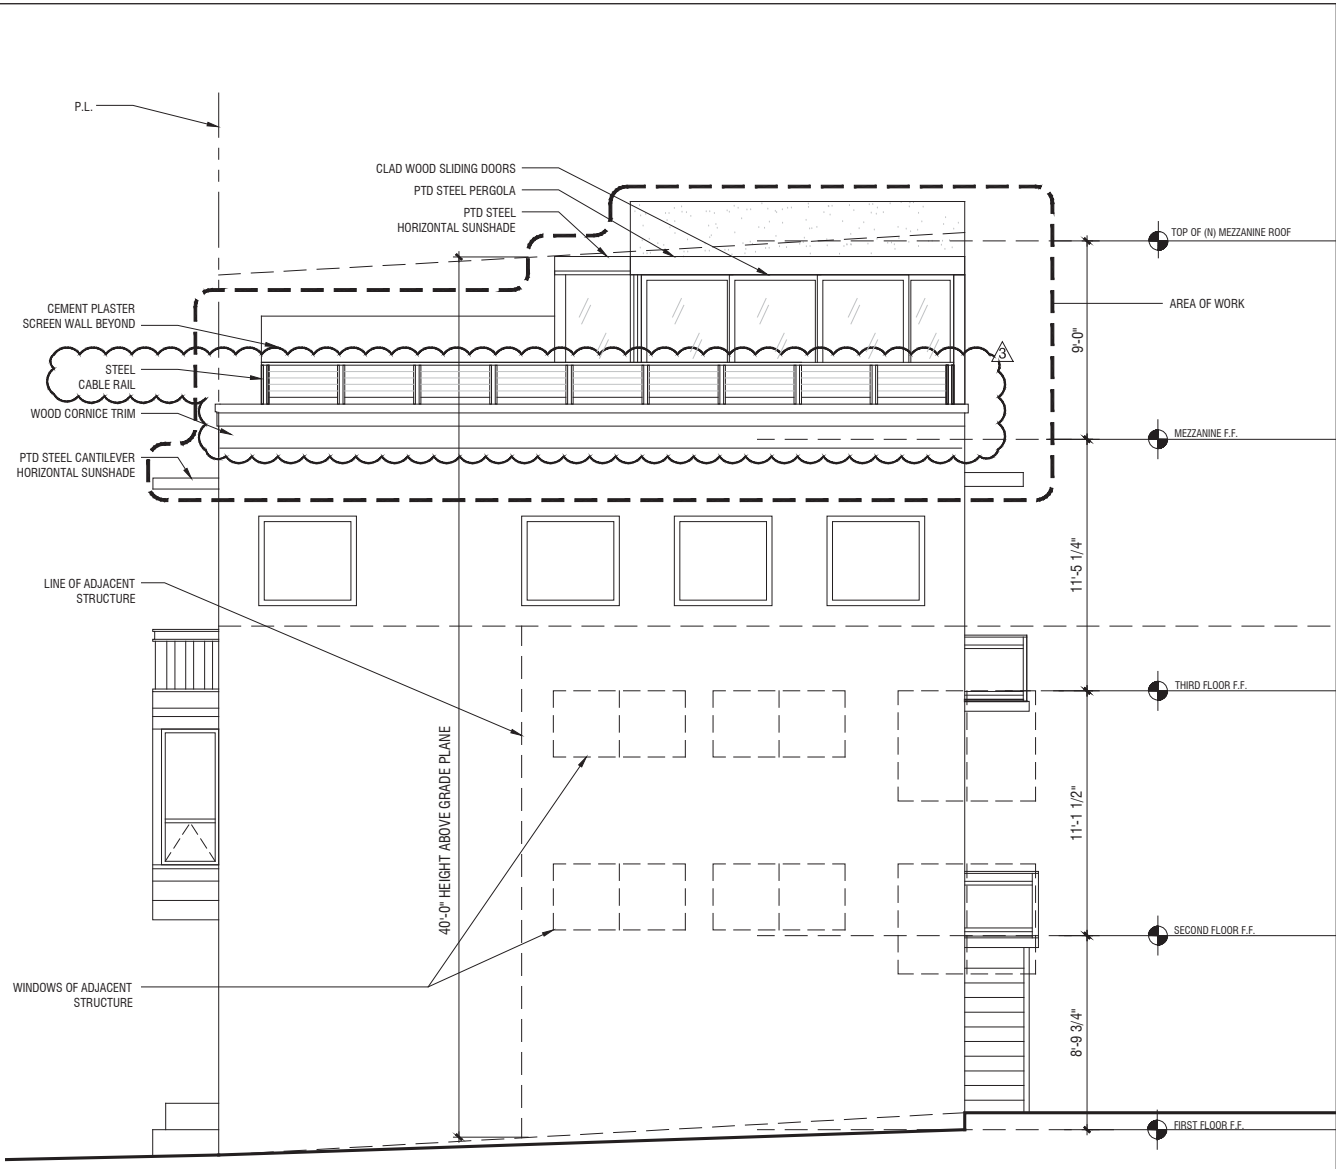 P.L.
CLAD WOOD SLIDING DOORS
PTD STEEL PERGOLA
PTD STEEL
HORIZONTAL SUNSHADE
TOP OF (N) MEZZANINE ROOF
CEMENT PLASTER
SCREEN WALL BEYOND
AREA OF WORK
9'-0"
3
STEEL
CABLE RAIL
WOOD CORNICE TRIM
MEZZANINE F.F.
PTD STEEL CANTILEVER
HORIZONTAL SUNSHADE
11'-5 1/4"
LINE OF ADJACENT
STRUCTURE
THIRD FLOOR F.F.
40'-0" HEIGHT ABOVE GRADE PLANE
11'-1 1/2"
SECOND FLOOR F.F.
WINDOWS OF ADJACENT
STRUCTURE
8'-9 3/4"
FIRST FLOOR F.F.